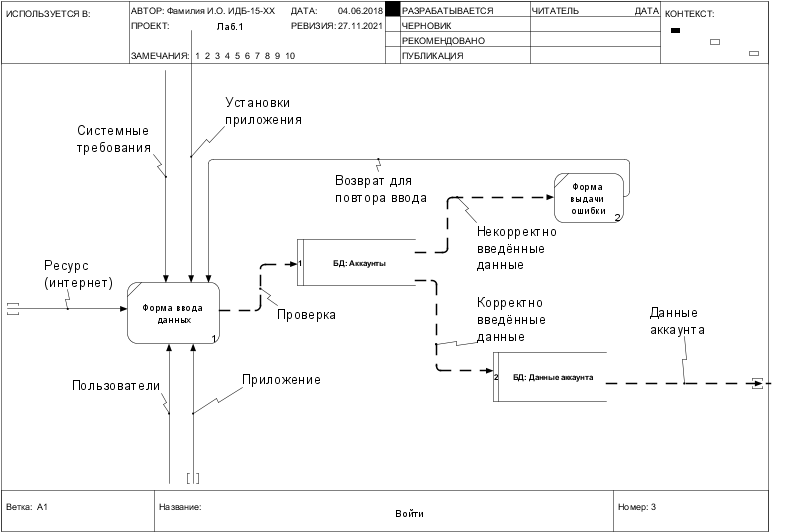 ИСПОЛЬЗУЕТСЯ В:
АВТОР: Фамилия И.О. ИДБ-15-ХХ
ДАТА: 04.06.2018
ПРОЕКТ: Лаб.1
РЕВИЗИЯ: 27.11.2021
ЗАМЕЧАНИЯ: 1 2 3 4 5 6 7 8 9 10
РАЗРАБАТЫВАЕТСЯ
ЧЕРНОВИК
РЕКОМЕНДОВАНО
ПУБЛИКАЦИЯ
ЧИТАТЕЛЬ
ДАТА
КОНТЕКСТ:
Установки
приложения
Системные
требования
Возврат для
повтора ввода
Форма
выдачи
ошибки
2
Некорректно
введённые
данные
1
БД: Аккаунты
Ресурс
(интернет)
Форма ввода
данных
1
Проверка
Корректно
введённые
данные
Данные
аккаунта
Пользователи
Приложение
2
БД: Данные аккаунта
Ветка: А1
Название:
Войти
Номер: 3